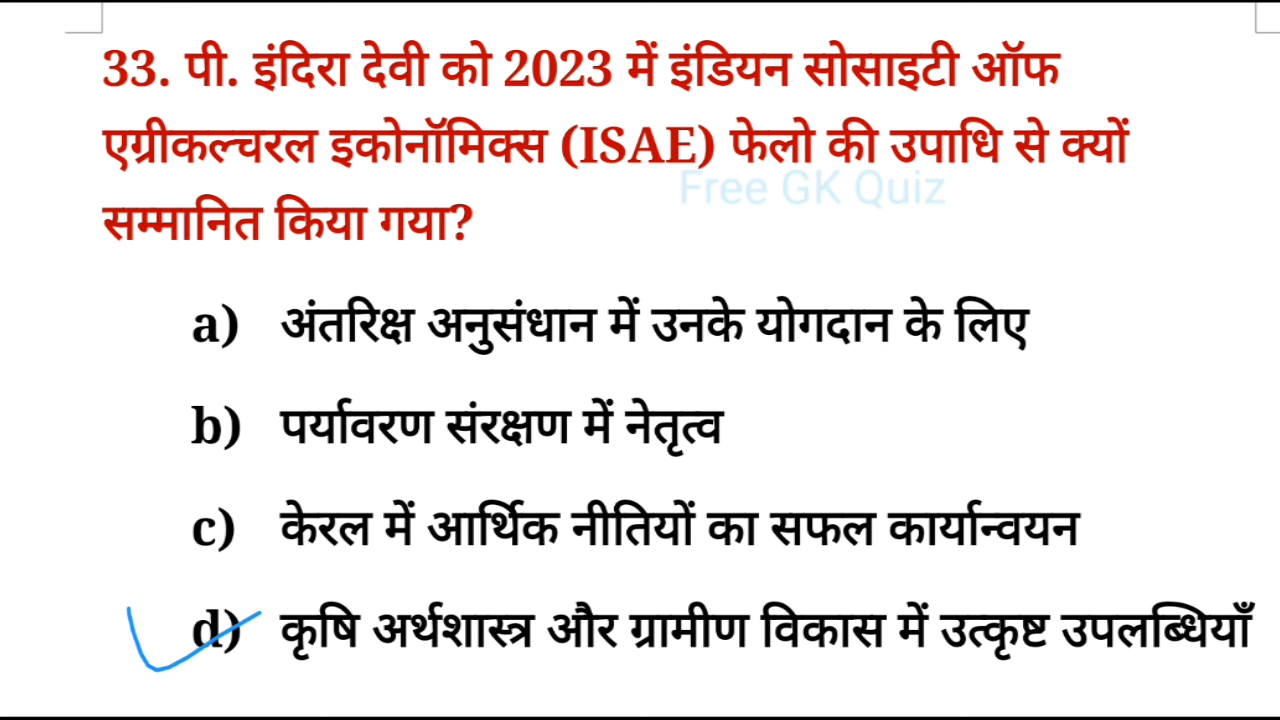 33. पी. इंदिरा देवी को 2023 में इंडियन सोसाइटी ऑफ
एग्रीकल्चरल इकोनॉमिक्स (ISAE) फेलो की उपाधि से क्यों
Free GK Quiz
सम्मानित किया गया?
a) अंतरिक्ष अनुसंधान में उनके योगदान के लिए
b) पर्यावरण संरक्षण में नेतृत्व
c) केरल में आर्थिक नीतियों का सफल कार्यान्वयन
d) कृषि अर्थशास्त्र और ग्रामीण विकास में उत्कृष्ट उपलब्धियाँ